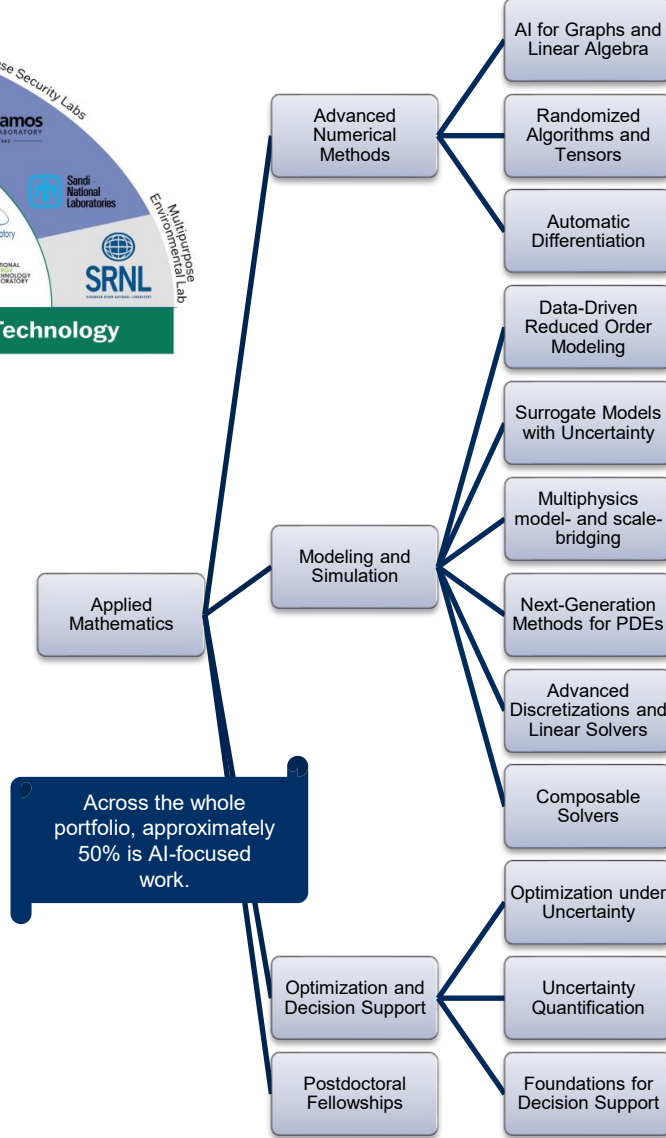 se Security Labs
amos
Sandi
National
Laboratories
Multipurpose
Environmental Lab
SRNL
Technology
Advanced
Numerical
Methods
AI for Graphs and
Linear Algebra
Randomized
Algorithms and
Tensors
Automatic
Differentiation
Data-Driven
Reduced Order
Modeling
Surrogate Models
with Uncertainty
Multiphysics
model- and scale-
bridging
Modeling and
Simulation
Applied
Mathematics
Next-Generation
Methods for PDEs
Advanced
Discretizations and
Linear Solvers
Composable
Solvers
Across the whole
portfolio, approximately
50% is AI-focused
work.
Optimization under
Uncertainty
Optimization and
Decision Support
Uncertainty
Quantification
Postdoctoral
Fellowships
Foundations for
Decision Support